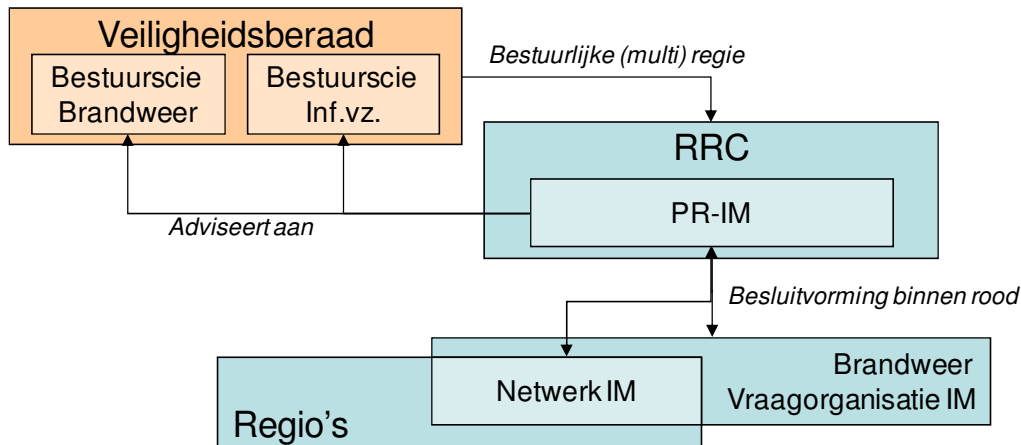 Veiligheidsberaad
Bestuurscie
Brandweer
Bestuurscie
Inf.vz.
Bestuurlijke (multi) regie
RRC
PR-IM
Adviseert aan
Besluitvorming binnen rood
Netwerk IM
Brandweer
Vraagorganisatie IM
Regio's